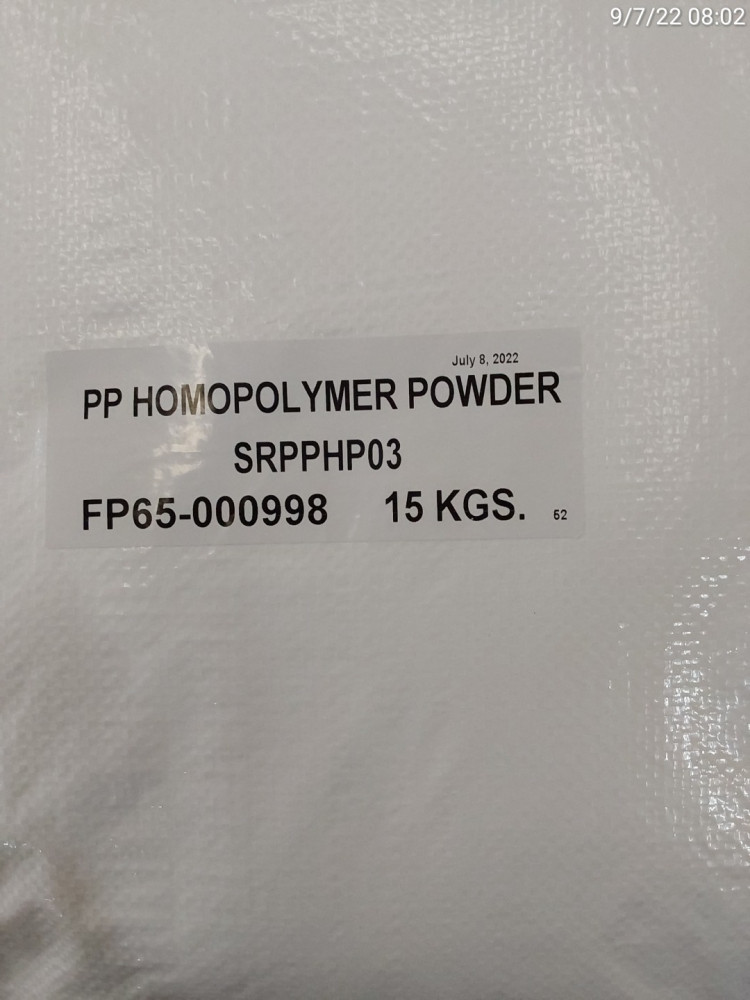 9/7/22 08:02
July 8, 2022
PP HOMOPOLYMER POWDER
SRPPHP03
FP65-000998 15 KGS. 62